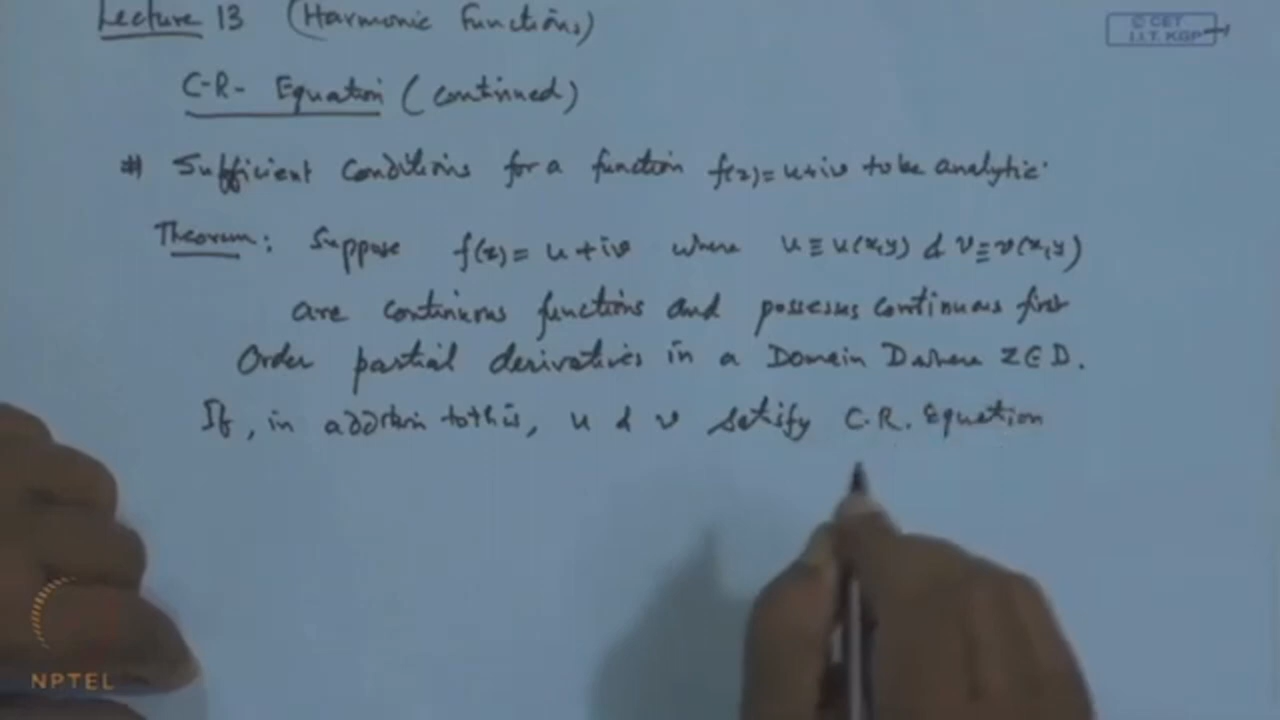 Lecture 13 (Harmonic Functions)
© CET
I.I.T. KGP
C-R- Equation (continued)
# Sufficient Conditions for a function f(z)=u+iv to be analytic.
Theorem: Suppose f(z)= u+iv where u≡u(x,y) & v≡v(x,y)
are continuous functions and possesses continuous first
Order partial derivatives in a Domain D where z∈D.
If, in addition to this, u & v satisfy C.R. Equation
NPTEL